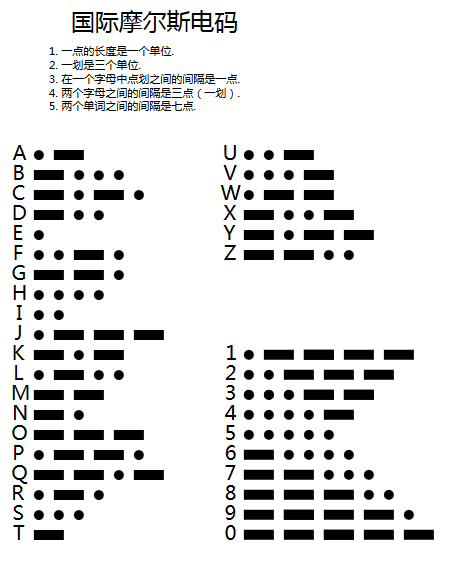 国际摩尔斯电码
1. 一点的长度是一个单位.
2. 一划是三个单位.
3. 在一个字母中点划之间的间隔是一点.
4. 两个字母之间的间隔是三点（一划）.
5. 两个单词之间的间隔是七点.
A
B
C
D
E
F
G
H
I
J
K
L
M
N
O
P
Q
R
S
T
U
V
W
X
Y
Z
1
2
3
4
5
6
7
8
9
0